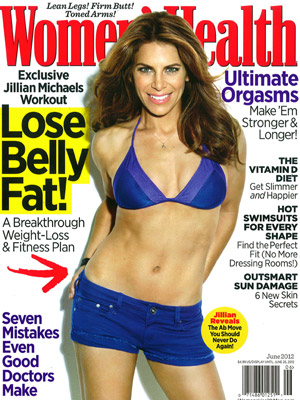 Lean Legs! Firm Butt!
Toned Arms!
Women'sHealth
Exclusive
Jillian Michaels
Workout
Lose
Belly
Fat!
A Breakthrough
Weight-Loss
& Fitness Plan
Seven
Mistakes
Even
Good
Doctors
Make
Ultimate
Orgasms
Make 'Em
Stronger &
Longer!
THE
VITAMIN D
DIET
Get Slimmer
and Happier
HOT
SWIMSUITS
FOR EVERY
SHAPE
Find the Perfect
Fit (No More
Dressing Rooms!)
OUTSMART
SUN DAMAGE
6 New Skin
Secrets
Jillian
Reveals
The Ab Move
You Should
Never Do
Again!
June 2012
06